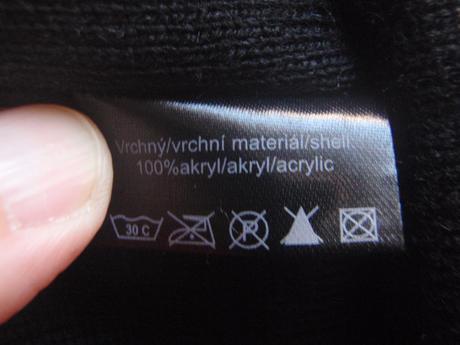 Vrchný/vrchní materiál/shell
100%akryl/akryl/acrylic
30 C
P